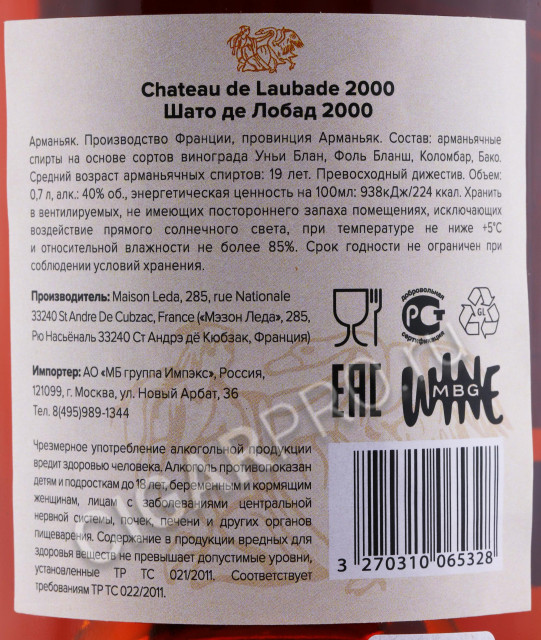 Chateau de Laubade 2000
Шато де Лобад 2000
Арманьяк. Производство Франции, провинция Арманьяк. Состав: арманьячные
спирты на основе сортов винограда Уньи Блан, Фоль Бланш, Коломбар, Бако.
Средний возраст арманьячных спиртов: 19 лет. Превосходный дижестив. Объем:
0,7 л, алк.: 40% об., энергетическая ценность на 100мл: 938кДж/224 ккал. Хранить
в вентилируемых, не имеющих постороннего запаха помещениях, исключающих
воздействие прямого солнечного света, при температуре не ниже +5°С
и относительной влажности не более 85%. Срок годности не ограничен при
соблюдении условий хранения.
Производитель: Maison Leda, 285, rue Nationale
33240 St Andre De Cubzac, France («Мэзон Леда», 285,
Рю Насьёналь 33240 Ст Андрэ дё Кюбзак, Франция)
добровольная
РСТ
сертификация
GL
Импортер: АО «МБ группа Импэкс», Россия,
121099, г. Москва, ул. Новый Арбат, 36
Тел. 8(495)989-1344
EAC
WINE
MBG
Чрезмерное употребление алкогольной продукции
вредит здоровью человека. Алкоголь противопоказан
детям и подросткам до 18 лет, беременным и кормящим
женщинам, лицам с заболеваниями центральной
нервной системы, почек, печени и других органов
пищеварения. Содержание в продукции вредных для
здоровья веществ не превышает допустимые уровни,
установленные ТР ТС 021/2011. Соответствует
требованиям ТР ТС 022/2011.
3 270310 065328
CIGARPRO.ru